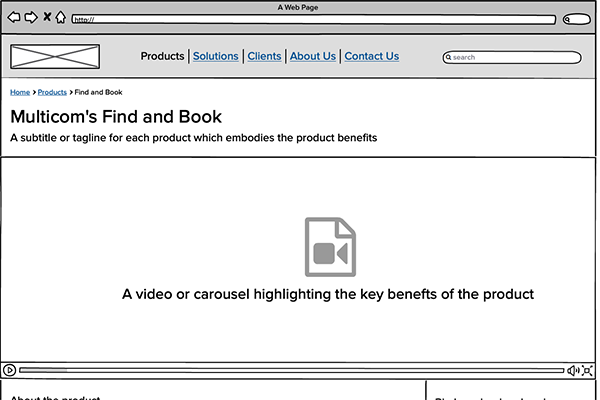 A Web Page
http://
Products Solutions Clients About Us Contact Us search
Home > Products > Find and Book
Multicom's Find and Book
A subtitle or tagline for each product which embodies the product benefits
A video or carousel highlighting the key benefts of the product
About the product